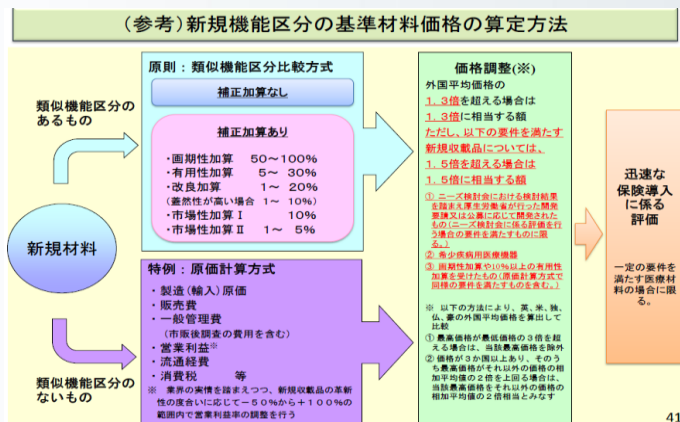 (参考)新規機能区分の基準材料価格の算定方法
類似機能区分の
あるもの
新規材料
類似機能区分の
ないもの
原則：類似機能区分比較方式
補正加算なし
補正加算あり
・画期性加算 50～100%
・有用性加算 5～ 30%
・改良加算 1～ 20%
(蓋然性が高い場合 1～ 10%)
・市場性加算Ⅰ 10%
・市場性加算Ⅱ 1～ 5%
特例：原価計算方式
・製造(輸入)原価
・販売費
・一般管理費
(市販後調査の費用を含む)
・営業利益※
・流通経費
・消費税 等
※ 業界の実情を踏まえつつ、新規収載品の革新
性の度合いに応じて－50%から＋100%の
範囲内で営業利益率の調整を行う
価格調整(※)
外国平均価格の
1．3倍を超える場合は
1．3倍に相当する額
ただし、以下の要件を満たす
新規収載品については、
1．5倍を超える場合は
1．5倍に相当する額
① ニーズ検討会における検討結果
を踏まえ厚生労働省が行った開発
要請又は公募に応じて開発された
もの(ニーズ検討会に係る評価を行
う場合の要件を満たすものに限
る。)
② 希少疾病用医療機器
③ 画期性加算や10%以上の有用性
加算を受けたもの(原価計算方式で
同様の要件を満たすものを含む。)
※ 以下の方法により、英、米、独、
仏、豪の外国平均価格を算出して
比較
① 最高価格が最低価格の3倍を超
える場合は、当該最高価格を除外
② 価格が3か国以上あり、そのう
ち最高価格がそれ以外の価格の相
加平均値の2倍を上回る場合は、
当該最高価格をそれ以外の価格の
相加平均値の2倍相当とみなす
迅速な
保険導入
に係る
評価
一定の要件を
満たす医療材
料の場合に限
る。
41